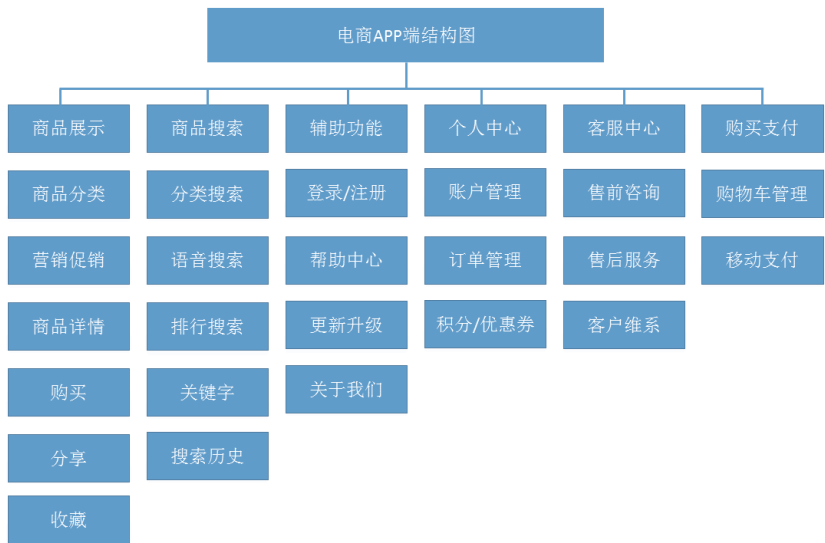 电商APP端结构图
商品展示
商品搜索
辅助功能
个人中心
客服中心
购买支付
商品分类
分类搜索
登录/注册
账户管理
售前咨询
购物车管理
营销促销
语音搜索
帮助中心
订单管理
售后服务
移动支付
商品详情
排行搜索
更新升级
积分/优惠券
客户维系
购买
关键字
关于我们
分享
搜索历史
收藏